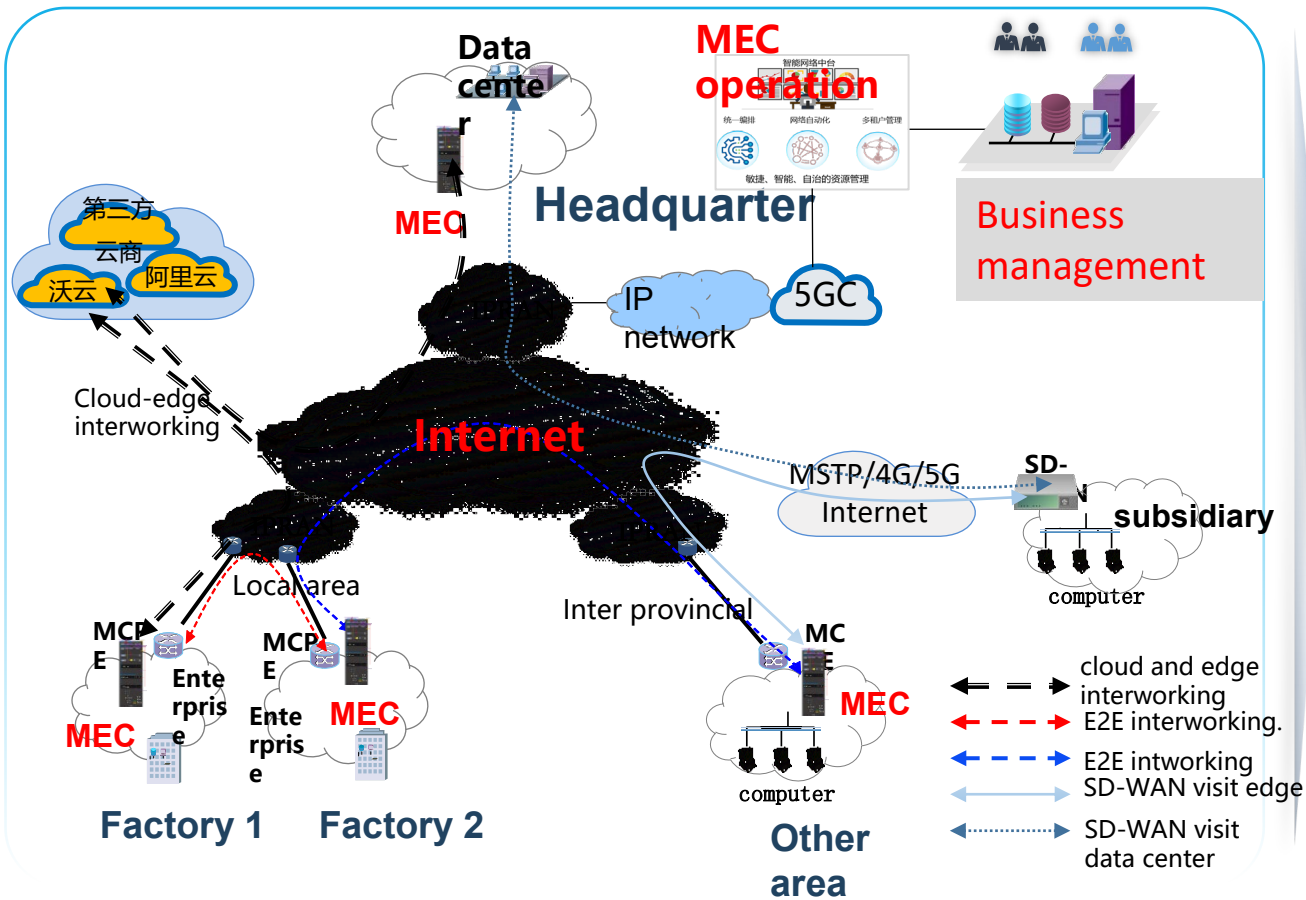 Data
cente
r
MEC
operation
智能网络中台
统一编排
网络自动化
多租户管理
敏捷、智能、自治的资源管理
Headquarter
MEC
Business
management
第三方
云商
沃云
阿里云
IP
network
5GC
Cloud-edge
interworking
Internet
MSTP/4G/5G
Internet
SD-
subsidiary
computer
Local area
Inter provincial
MCP
E
Ente
rpris
e
MEC
Factory 1
MCP
E
Ente
rpris
e
MEC
Factory 2
MC
E
MEC
computer
Other
area
cloud and edge
interworking
E2E interworking.
E2E intworking
SD-WAN visit edge
SD-WAN visit
data center